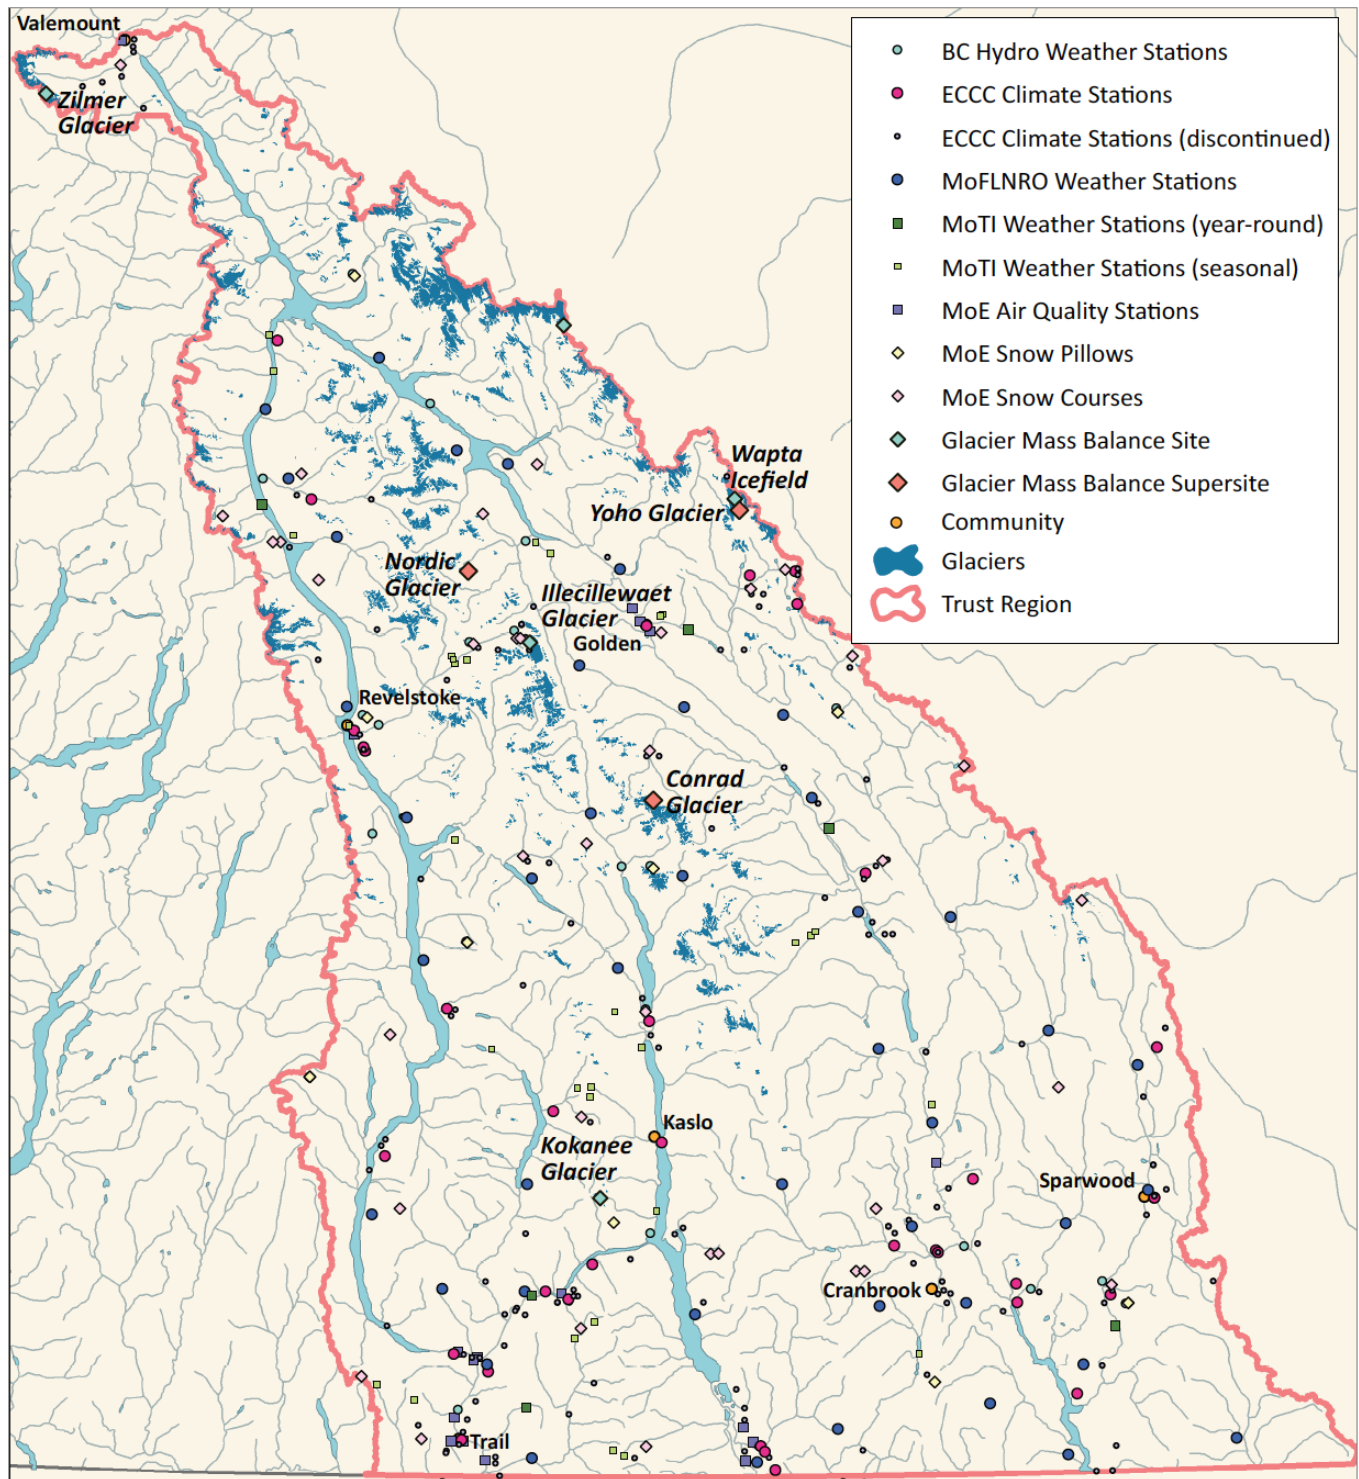 Valemount
Zilmer
Glacier
BC Hydro Weather Stations
ECCC Climate Stations
ECCC Climate Stations (discontinued)
MoFLNRO Weather Stations
MoTI Weather Stations (year-round)
MoTI Weather Stations (seasonal)
MoE Air Quality Stations
MoE Snow Pillows
MoE Snow Courses
Glacier Mass Balance Site
Glacier Mass Balance Supersite
Community
Glaciers
Trust Region
Wapta
Icefield
Yoho Glacier
Nordic
Glacier
Illecillewaet
Glacier
Golden
Revelstoke
Conrad
Glacier
Kaslo
Kokanee
Glacier
Sparwood
Cranbrook
Trail